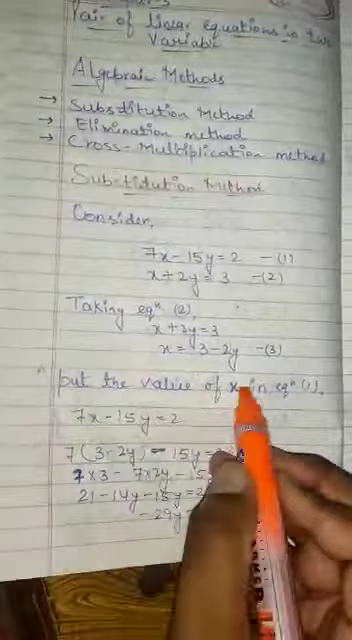 Pair of linear equations in two
Variable
Algebraic Methods
→ Substitution Method
→ Elimination method
→ Cross-Multiplication method
Substitution Method
Consider,
7x - 15y = 2 -(1)
x + 2y = 3 -(2)
Taking eqⁿ (2),
x + 2y = 3
x = 3 - 2y -(3)
put the value of x in eqⁿ (1),
7x - 15y = 2
7(3 - 2y) - 15y =
7×3 - 7×2y - 15
21 - 14y - 15y = 2
- 29y